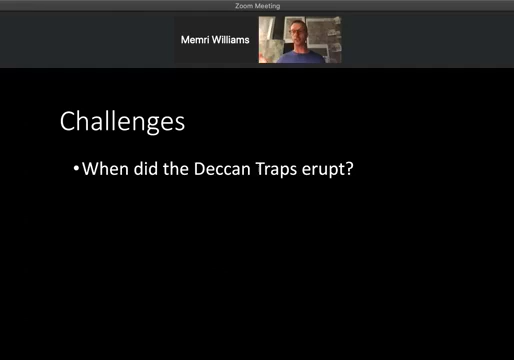 Zoom Meeting
Memri Williams
Challenges
•When did the Deccan Traps erupt?